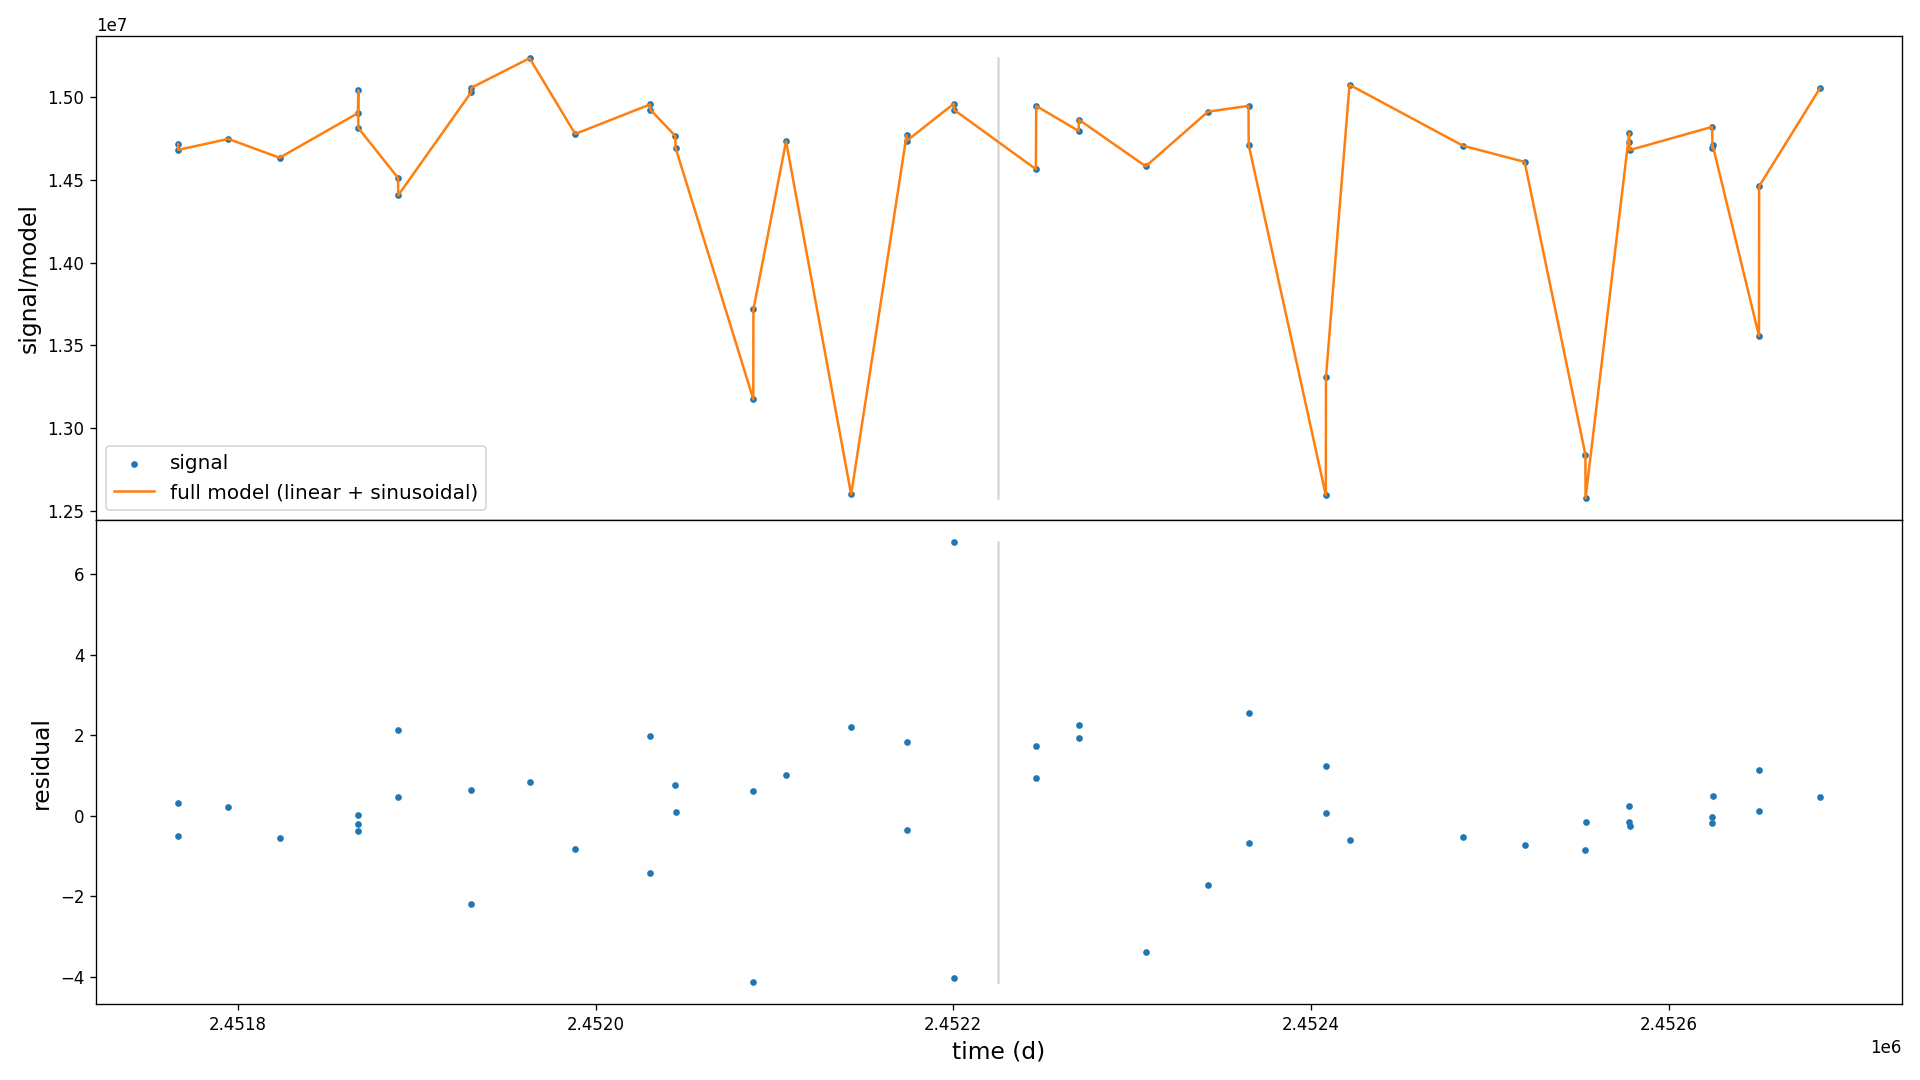 1e7
1.50
1.45
1.40
1.35
1.30
1.25
signal/model
signal
full model (linear + sinusoidal)
6
4
2
0
−2
−4
residual
2.4518
2.4520
2.4522
2.4524
2.4526
time (d)
1e6